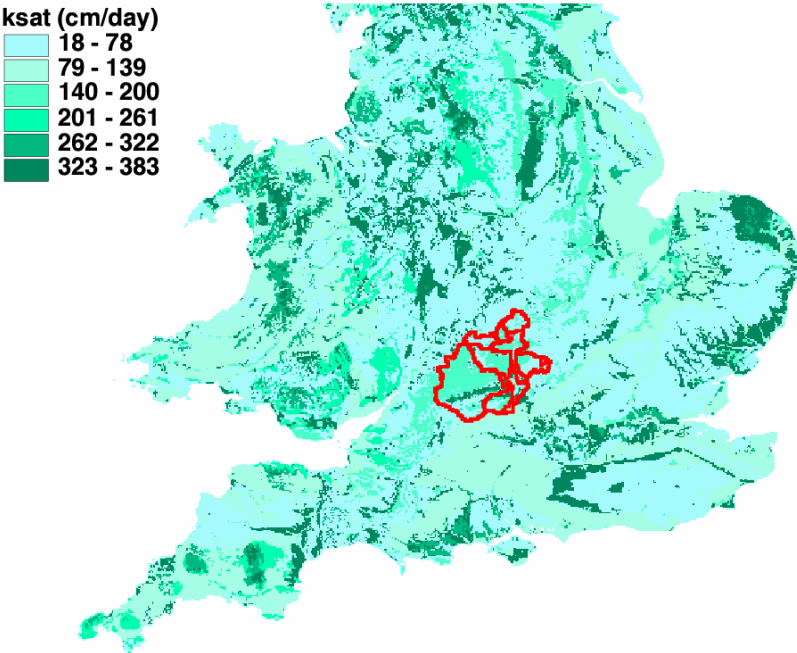 ksat (cm/day)
18 - 78
79 - 139
140 - 200
201 - 261
262 - 322
323 - 383